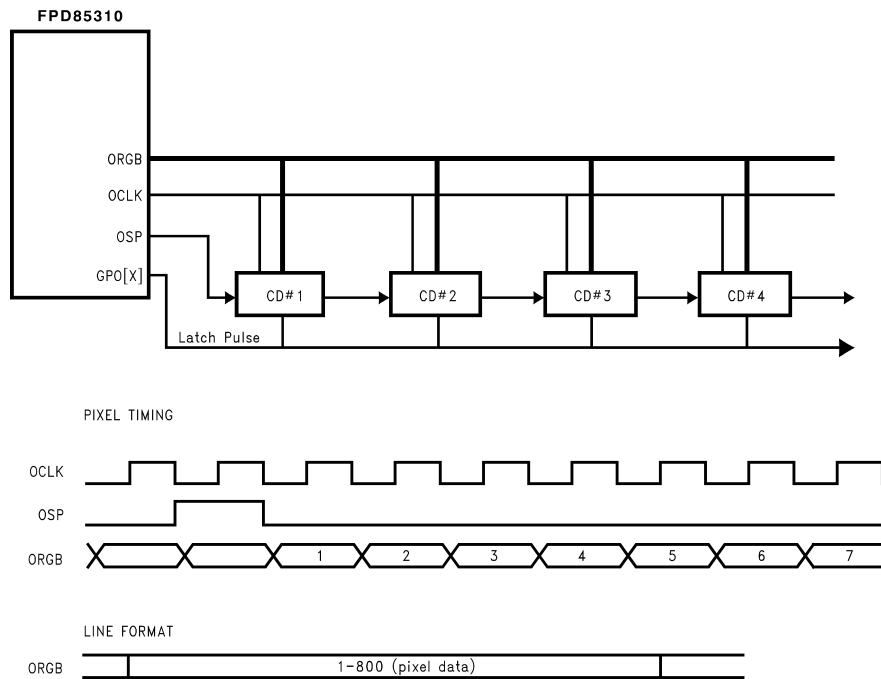 FPD85310
ORGB
OCLK
OSP
GPO[X]
CD#1
CD#2
CD#3
CD#4
Latch Pulse
PIXEL TIMING
OCLK
OSP
ORGB 1 2 3 4 5 6 7
LINE FORMAT
ORGB 1-800 (pixel data)